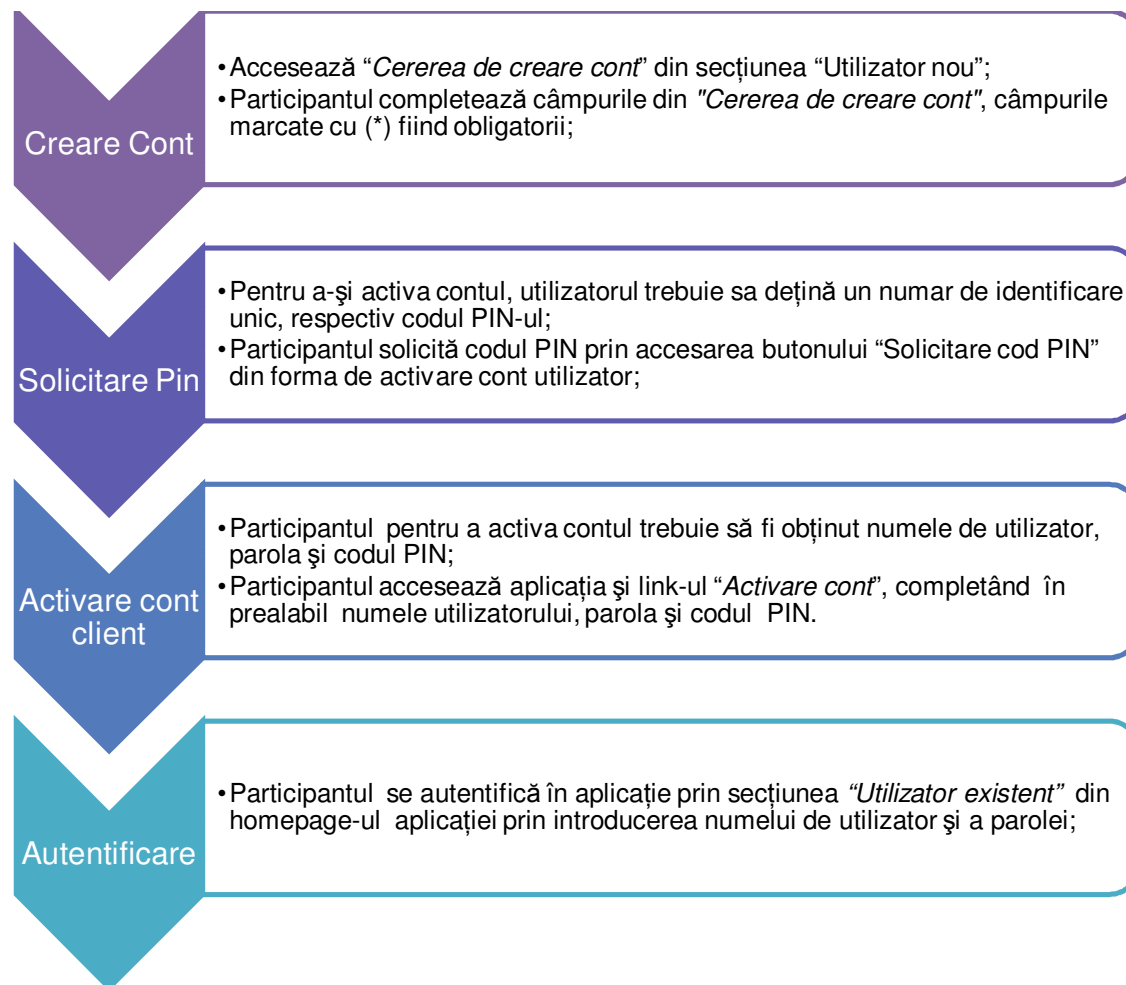 Creare Cont
•Accesează “Cererea de creare cont” din secțiunea “Utilizator nou”;
•Participantul completează câmpurile din "Cererea de creare cont", câmpurile
marcate cu (*) fiind obligatorii;
Solicitare Pin
•Pentru a-şi activa contul, utilizatorul trebuie sa dețină un numar de identificare
unic, respectiv codul PIN-ul;
•Participantul solicită codul PIN prin accesarea butonului “Solicitare cod PIN”
din forma de activare cont utilizator;
Activare cont
client
•Participantul pentru a activa contul trebuie să fi obținut numele de utilizator,
parola şi codul PIN;
•Participantul accesează aplicația şi link-ul “Activare cont”, completând în
prealabil numele utilizatorului, parola şi codul PIN.
Autentificare
•Participantul se autentifică în aplicație prin secțiunea “Utilizator existent” din
homepage-ul aplicației prin introducerea numelui de utilizator şi a parolei;